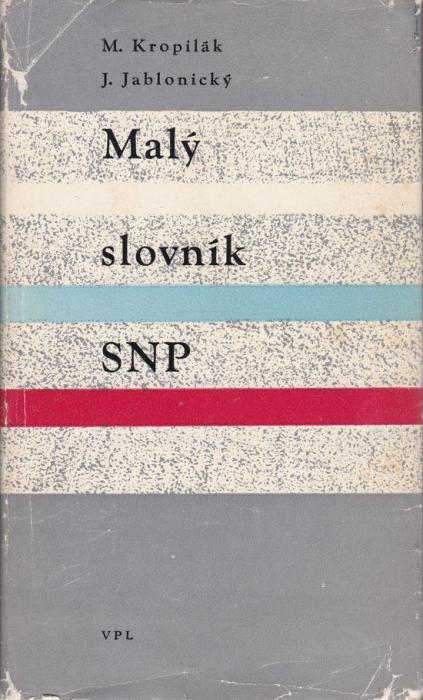 M. Kropilák
J. Jablonický
Malý
slovník
SNP
VPL